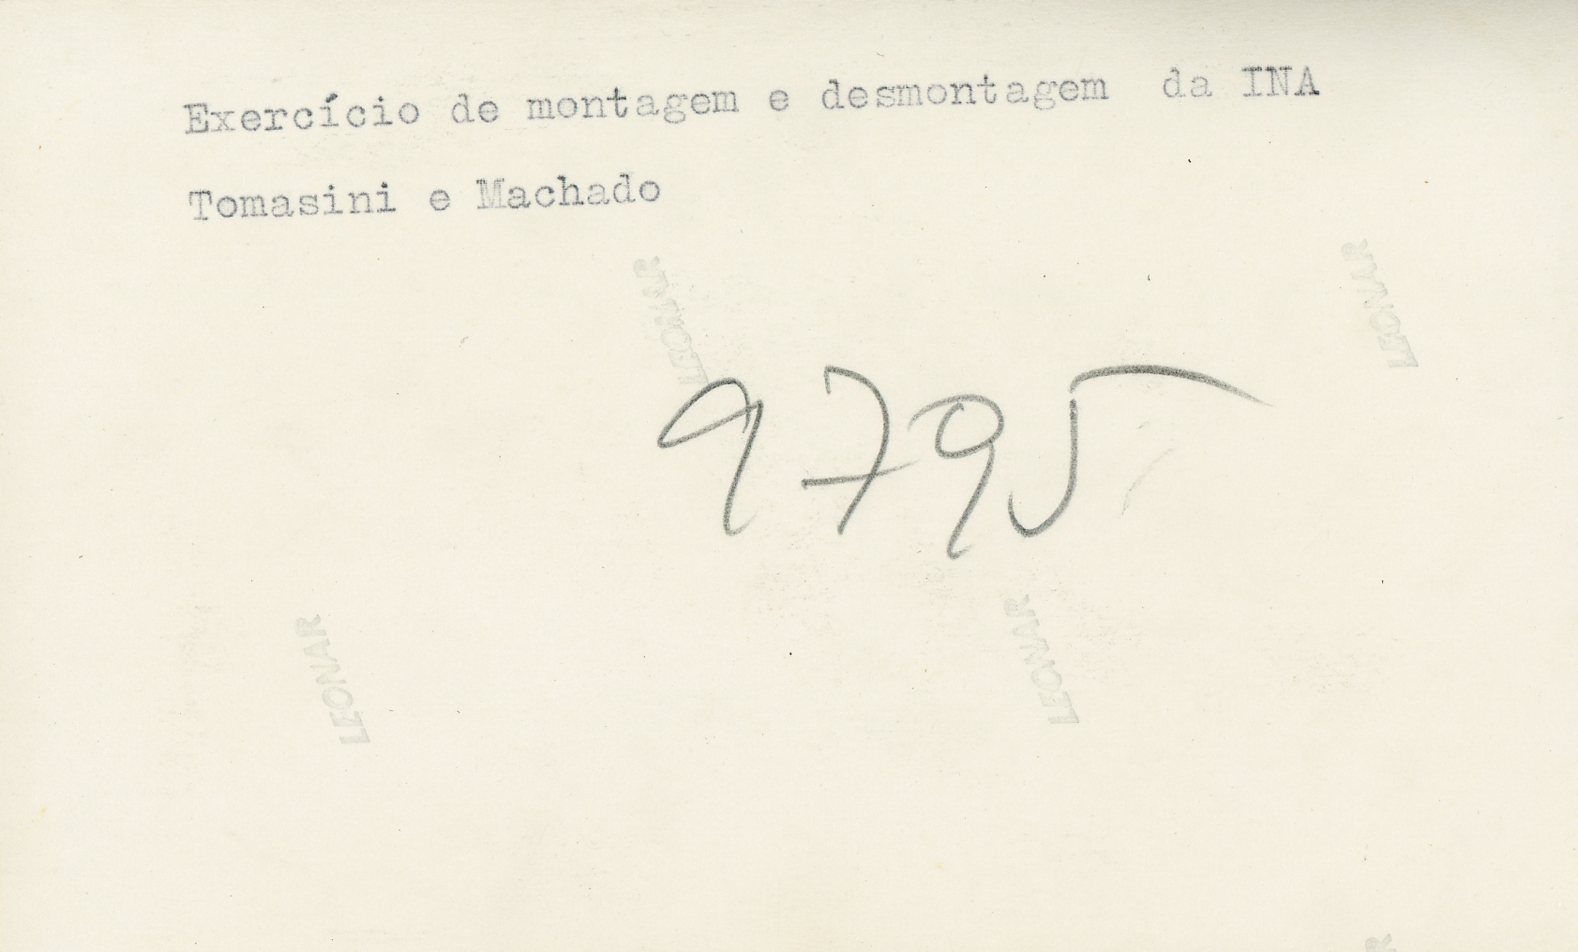 Exercício de montagem e desmontagem da INA
Tomasini e Machado
LEONAR
LEONAR
9795
LEONAR
LEONAR